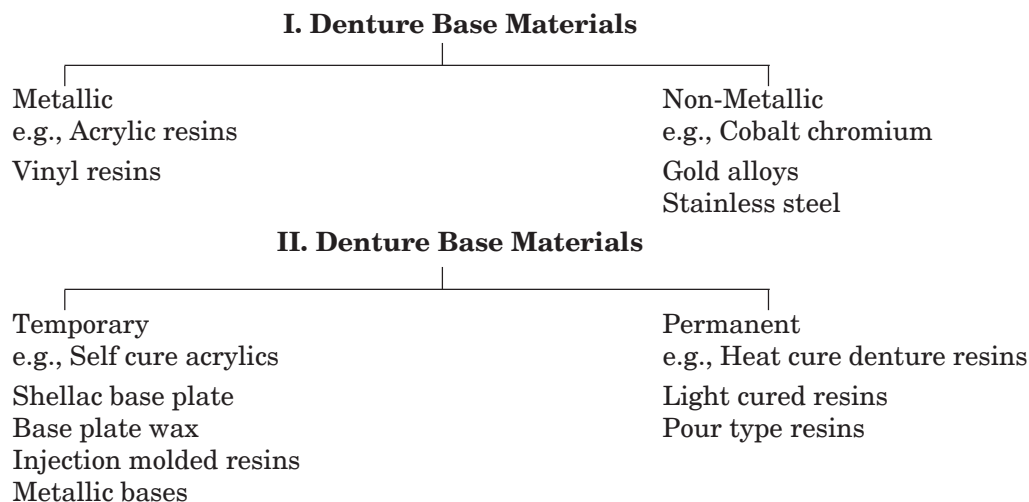 I. Denture Base Materials
Metallic
e.g., Acrylic resins
Vinyl resins
Non-Metallic
e.g., Cobalt chromium
Gold alloys
Stainless steel
II. Denture Base Materials
Temporary
e.g., Self cure acrylics
Shellac base plate
Base plate wax
Injection molded resins
Metallic bases
Permanent
e.g., Heat cure denture resins
Light cured resins
Pour type resins